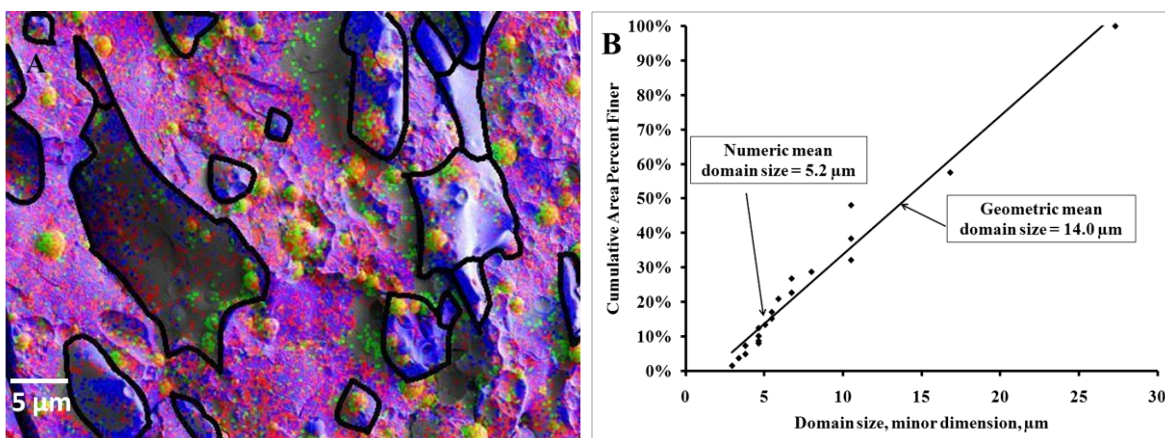 A
5 µm
B
Cumulative Area Percent Finer
100%
90%
80%
70%
60%
50%
40%
30%
20%
10%
0%
Numeric mean
domain size = 5.2 µm
Geometric mean
domain size = 14.0 µm
0 5 10 15 20 25 30
Domain size, minor dimension, µm